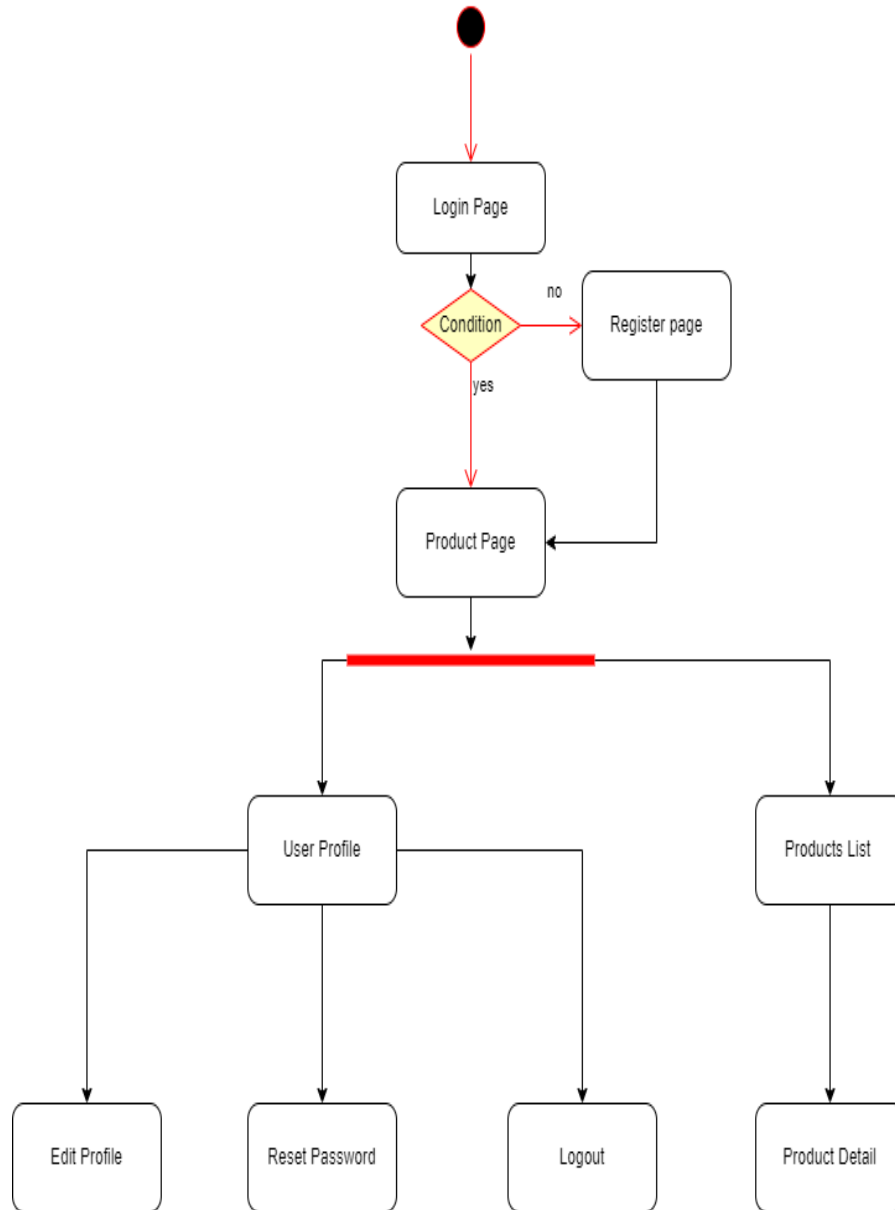 Login Page
no
Condition
Register page
yes
Product Page
User Profile
Products List
Edit Profile
Reset Password
Logout
Product Detail